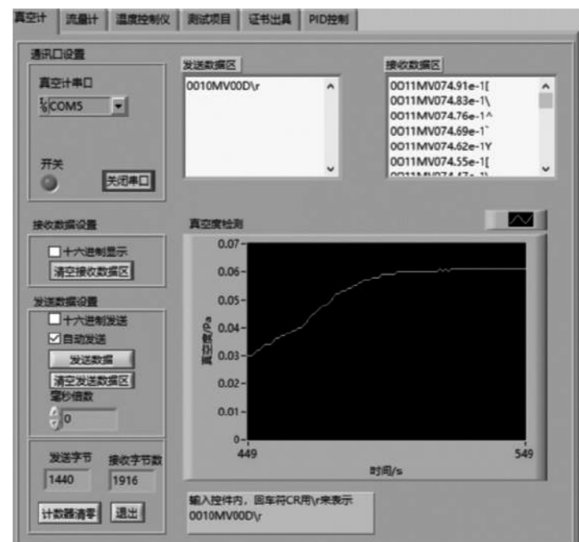 真空计 流量计 温度控制仪 测试项目 证书出具 PID控制
通讯口设置
真空计串口
COM5
开关
关闭串口
发送数据区
0010MV00D\r
接收数据区
0O11MV074.91e-1[
0O11MV074.83e-1\
0O11MV074.76e-1^
0O11MV074.69e-1`
0O11MV074.62e-1Y
0O11MV074.55e-1[
接收数据设置
十六进制显示
清空接收数据区
发送数据设置
十六进制发送
自动发送
发送数据
清空发送数据区
毫秒倍数
0
发送字节 接收字节数
1440 1916
计数器清零 退出
真空度检测
0.07
0.06
0.05
0.04
0.03
0.02
0.01
0
真空度/Pa
449 549
时间/s
输入控件内，回车符CR用\r来表示
0010MV00D\r